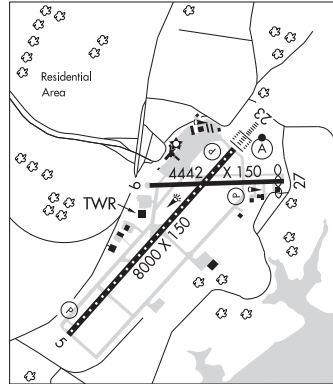 Residential
Area
23
A
P
4442 X 150
9
27
TWR
P
8000 X 150
P
5